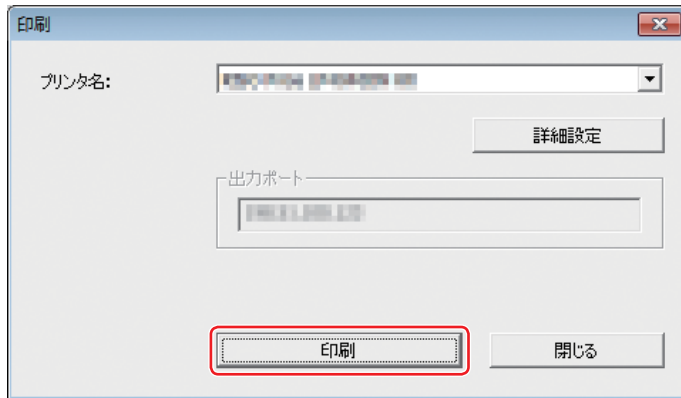 印刷
プリンタ名:
詳細設定
出力ポート
印刷
閉じる